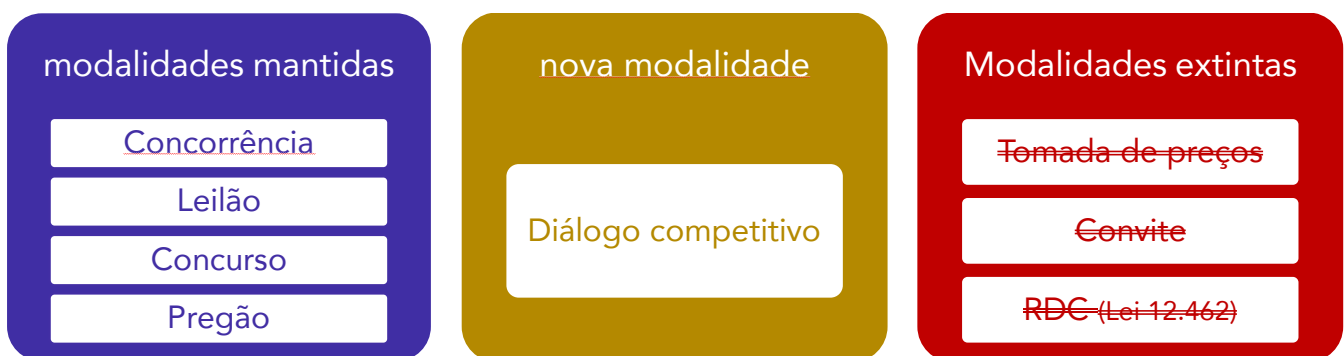 modalidades mantidas
Concorrência
Leilão
Concurso
Pregão
nova modalidade
Diálogo competitivo
Modalidades extintas
Tomada de preços
Convite
RDC (Lei 12.462)